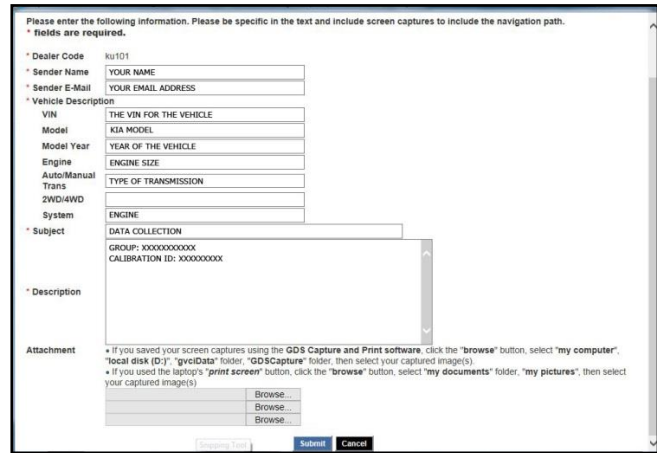 Please enter the following information. Please be specific in the text and include screen captures to include the navigation path.
* fields are required.
* Dealer Code ku101
* Sender Name YOUR NAME
* Sender E-Mail YOUR EMAIL ADDRESS
* Vehicle Description
VIN THE VIN FOR THE VEHICLE
Model KIA MODEL
Model Year YEAR OF THE VEHICLE
Engine ENGINE SIZE
Auto/Manual
Trans TYPE OF TRANSMISSION
2WD/4WD
System ENGINE
* Subject DATA COLLECTION
GROUP: XXXXXXXXXXX
CALIBRATION ID: XXXXXXXXX
* Description
Attachment • If you saved your screen captures using the GDS Capture and Print software, click the "browse" button, select "my computer",
"local disk (D:)", "gvciData" folder, "GDSCapture" folder, then select your captured image(s).
• If you used the laptop's "print screen" button, click the "browse" button, select "my documents" folder, "my pictures", then select
your captured image(s)
Browse...
Browse...
Browse...
Snipping Tool Submit Cancel